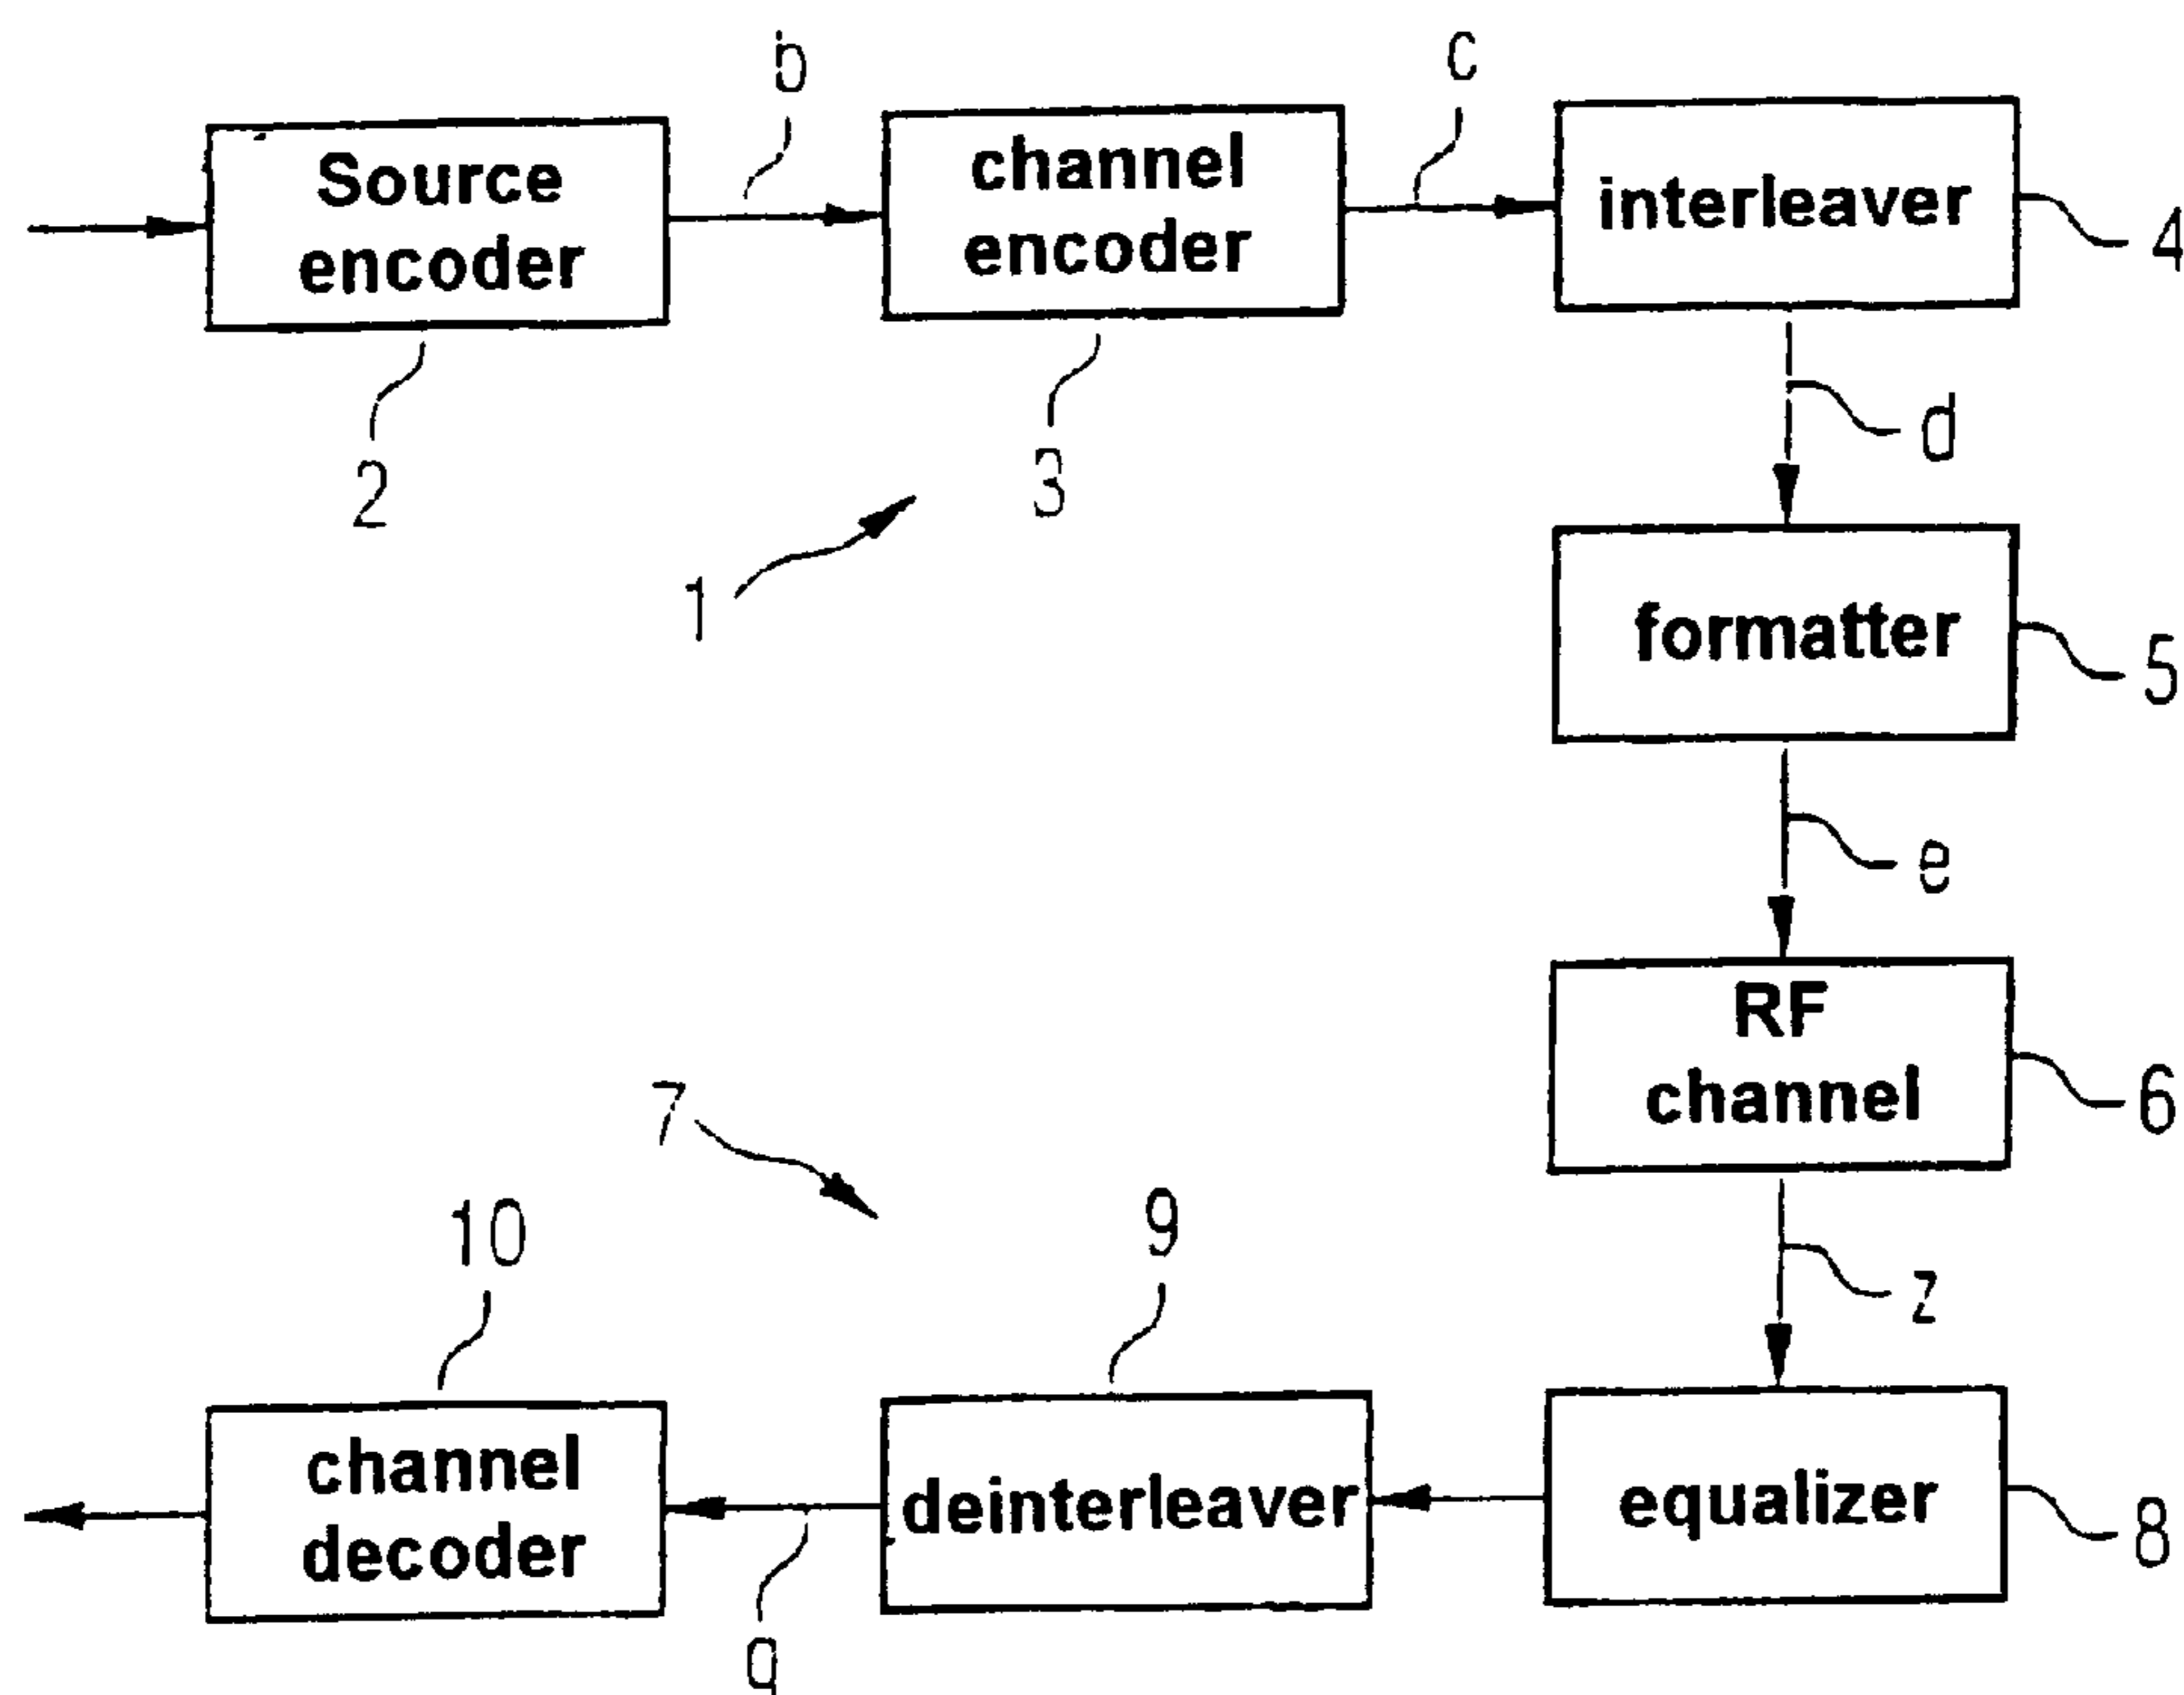 b
c
Source
encoder
channel
encoder
interleaver
4
d
2
3
1
formatter
5
e
RF
channel
6
7
10
9
z
channel
decoder
deinterleaver
equalizer
8